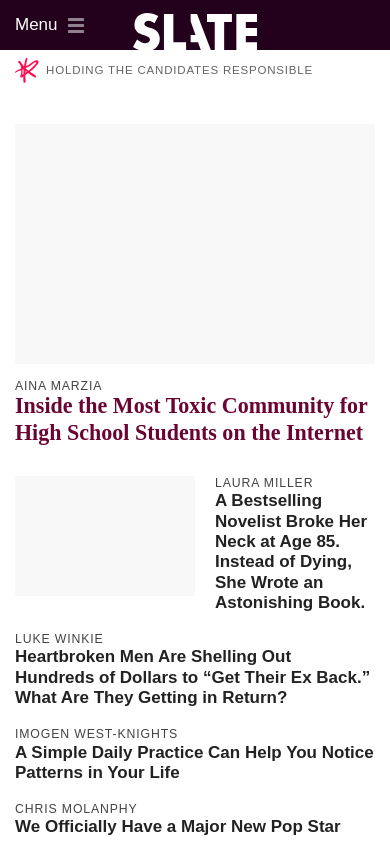 Menu
SLATE
HOLDING THE CANDIDATES RESPONSIBLE
AINA MARZIA
Inside the Most Toxic Community for
High School Students on the Internet
LAURA MILLER
A Bestselling
Novelist Broke Her
Neck at Age 85.
Instead of Dying,
She Wrote an
Astonishing Book.
LUKE WINKIE
Heartbroken Men Are Shelling Out
Hundreds of Dollars to “Get Their Ex Back.”
What Are They Getting in Return?
IMOGEN WEST-KNIGHTS
A Simple Daily Practice Can Help You Notice
Patterns in Your Life
CHRIS MOLANPHY
We Officially Have a Major New Pop Star